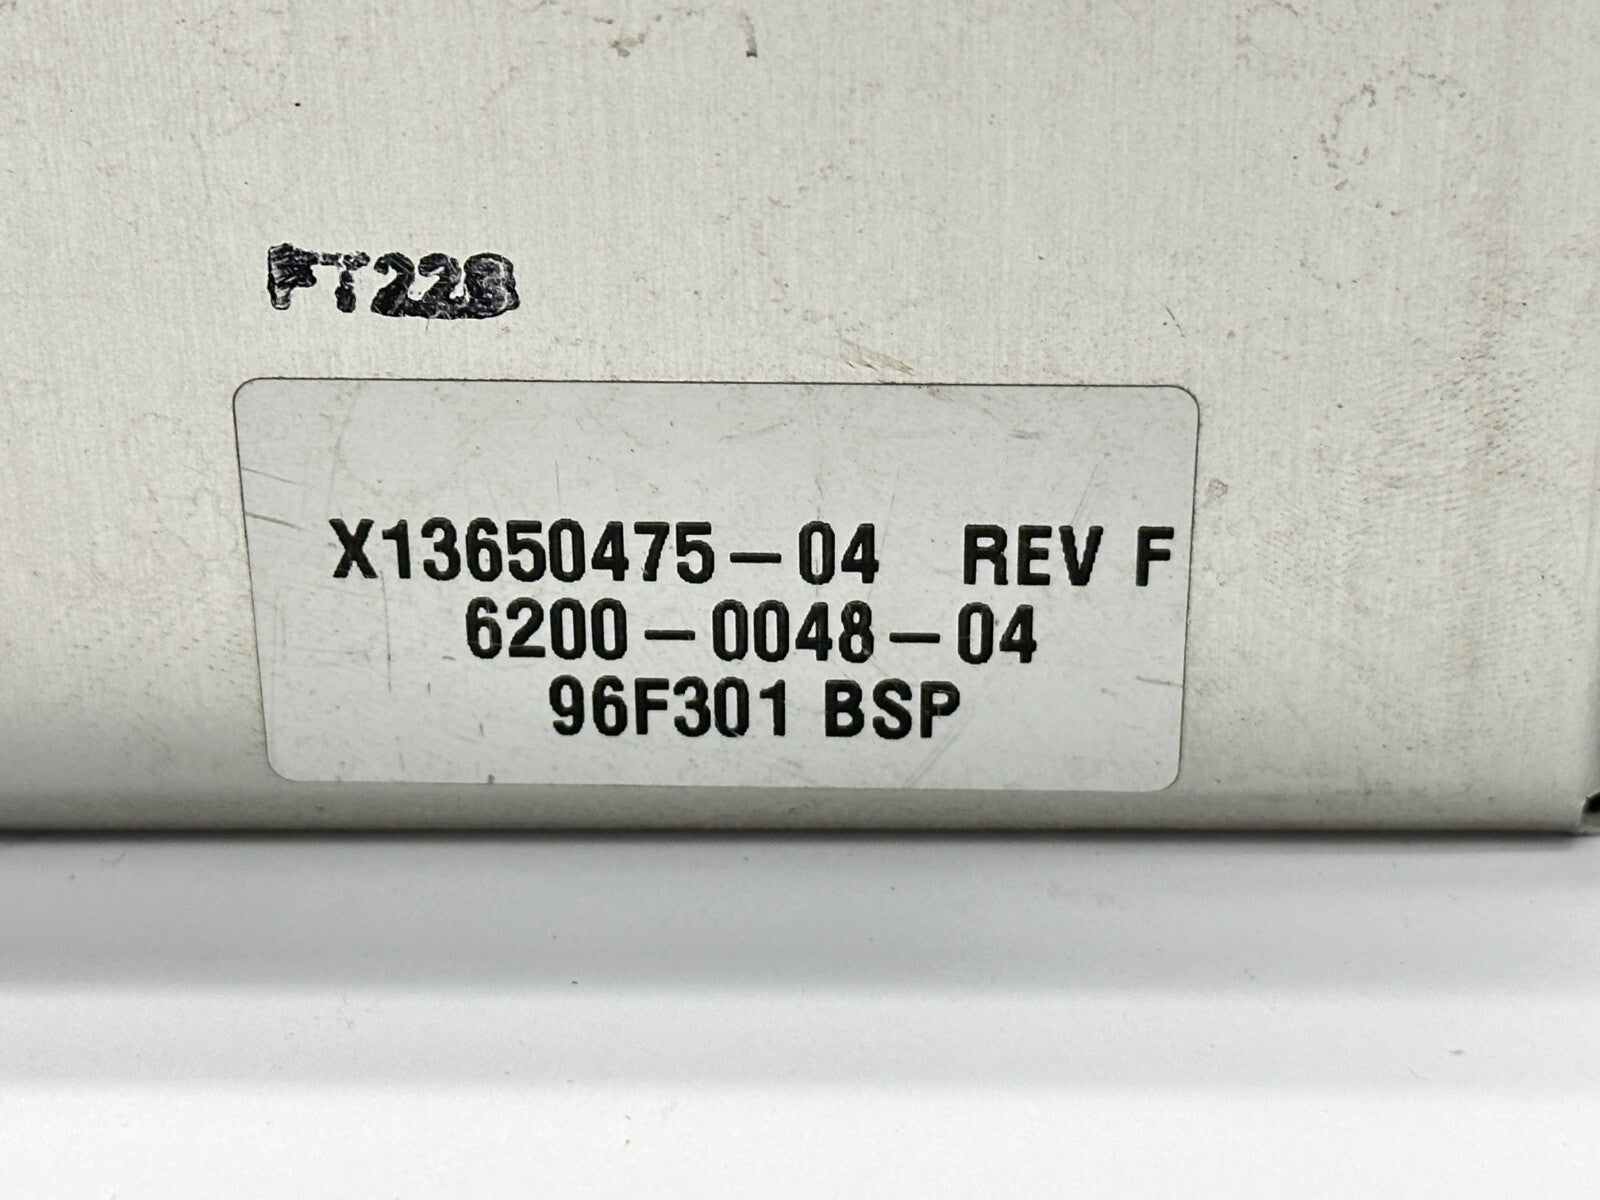 FT228
X13650475-04 REV F
6200-0048-04
96F301 BSP